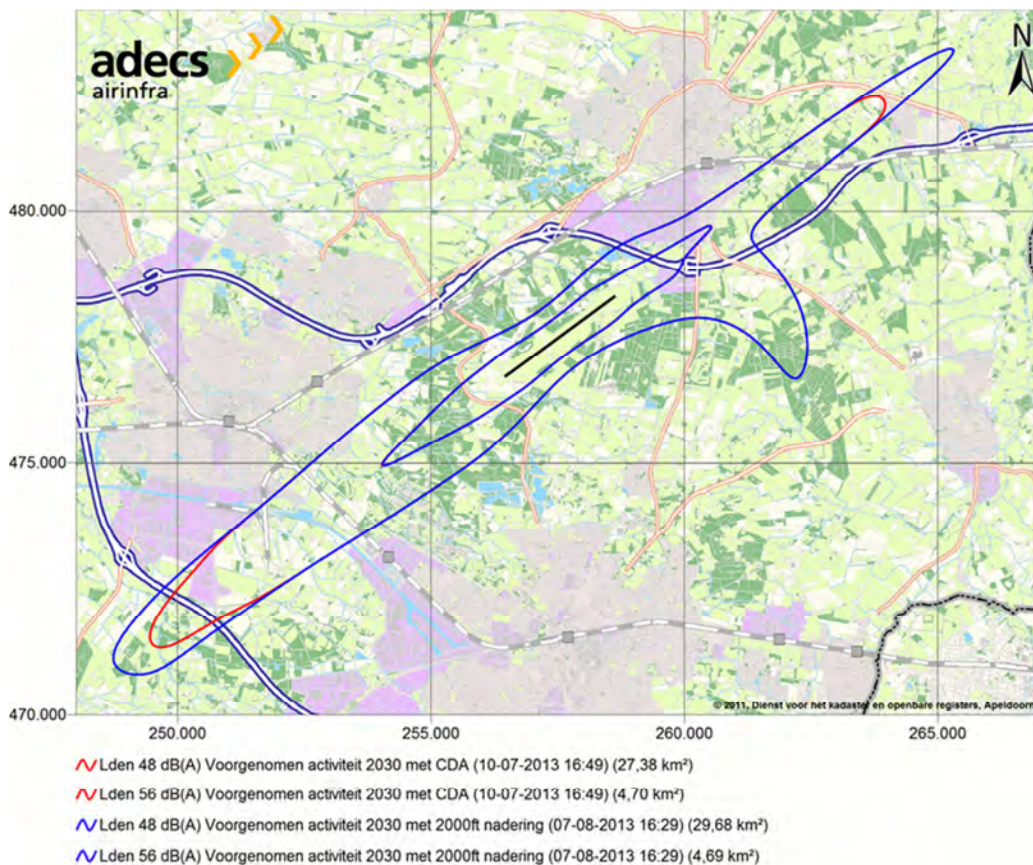 adecs
airinfra
N
480.000
475.000
470.000
© 2011, Dienst voor het kadaster en openbare registers, Apeldoorn
250.000 255.000 260.000 265.000
Lden 48 dB(A) Voorgenomen activiteit 2030 met CDA (10-07-2013 16:49) (27,38 km²)
Lden 56 dB(A) Voorgenomen activiteit 2030 met CDA (10-07-2013 16:49) (4,70 km²)
Lden 48 dB(A) Voorgenomen activiteit 2030 met 2000ft nadering (07-08-2013 16:29) (29,68 km²)
Lden 56 dB(A) Voorgenomen activiteit 2030 met 2000ft nadering (07-08-2013 16:29) (4,69 km²)